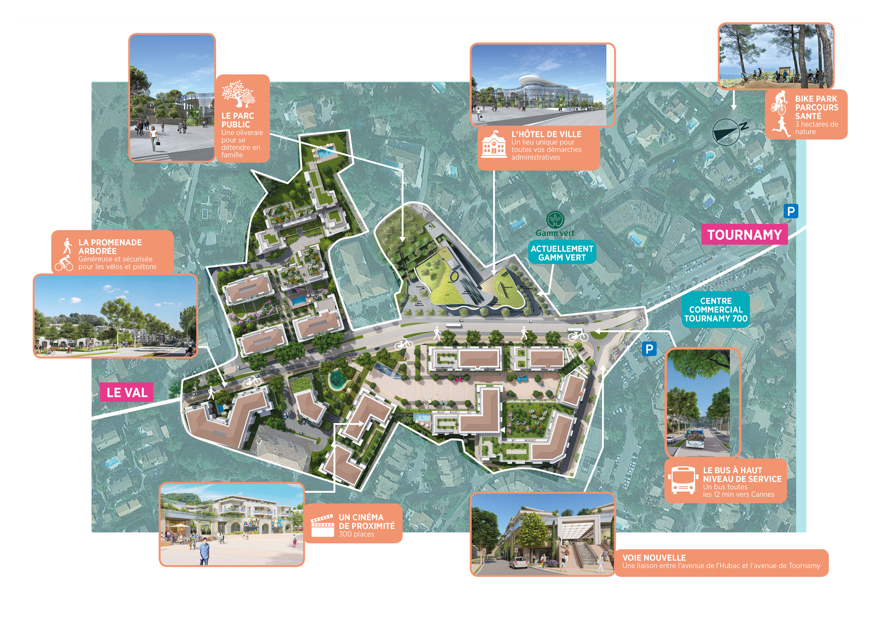 LE PARC
PUBLIC
Une oliveraie
pour se
détendre en
famille
L'HÔTEL DE VILLE
Un lieu unique pour
toutes vos démarches
administratives
BIKE PARK
PARCOURS
SANTÉ
3 hectares de
nature
N
P
TOURNAMY
Gamm vert
ACTUELLEMENT
GAMM VERT
LA PROMENADE
ARBORÉE
Généreuse et sécurisée
pour les vélos et piétons
CENTRE
COMMERCIAL
TOURNAMY 700
P
LE VAL
LE BUS À HAUT
NIVEAU DE SERVICE
Un bus toutes
les 12 min vers Cannes
UN CINÉMA
DE PROXIMITÉ
300 places
VOIE NOUVELLE
Une liaison entre l'avenue de l'Hubac et l'avenue de Tournamy